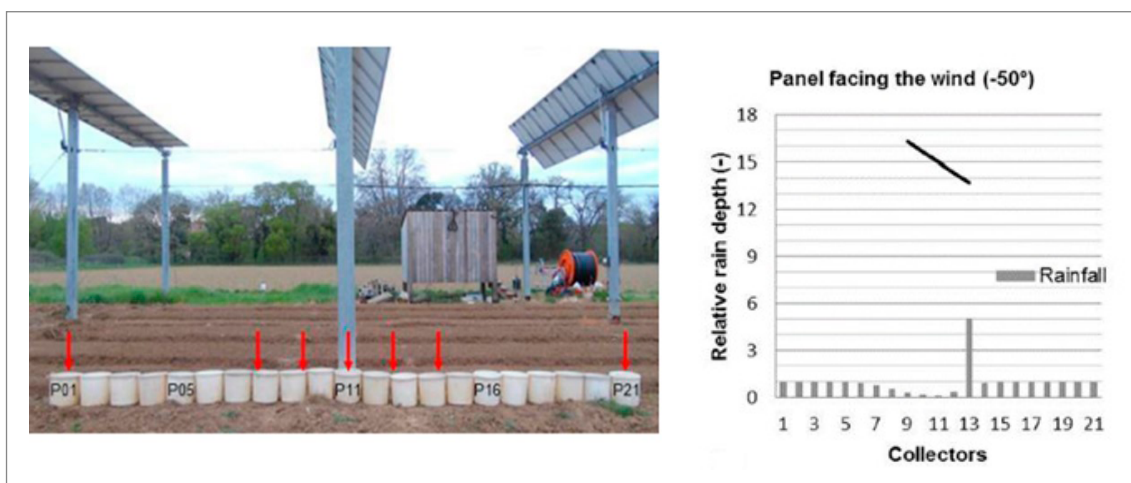 P01
P05
P11
P16
P21
Panel facing the wind (-50°)
Relative rain depth (-)
18
15
12
9
6
3
0
Rainfall
1 3 5 7 9 11 13 15 17 19 21
Collectors